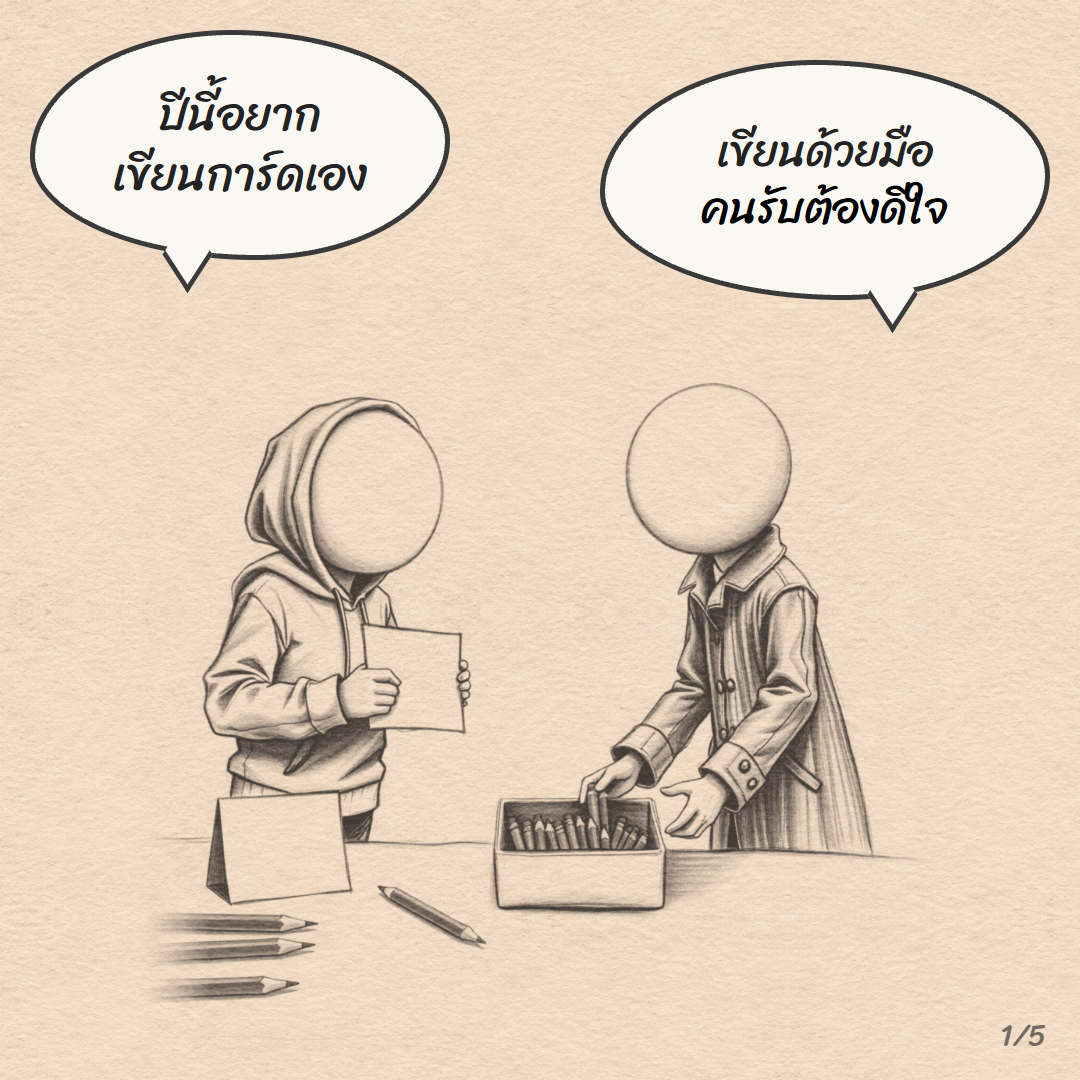 ปีนี้อยาก
เขียนการ์ดเอง
เขียนด้วยมือ
คนรับต้องดีใจ
1/5